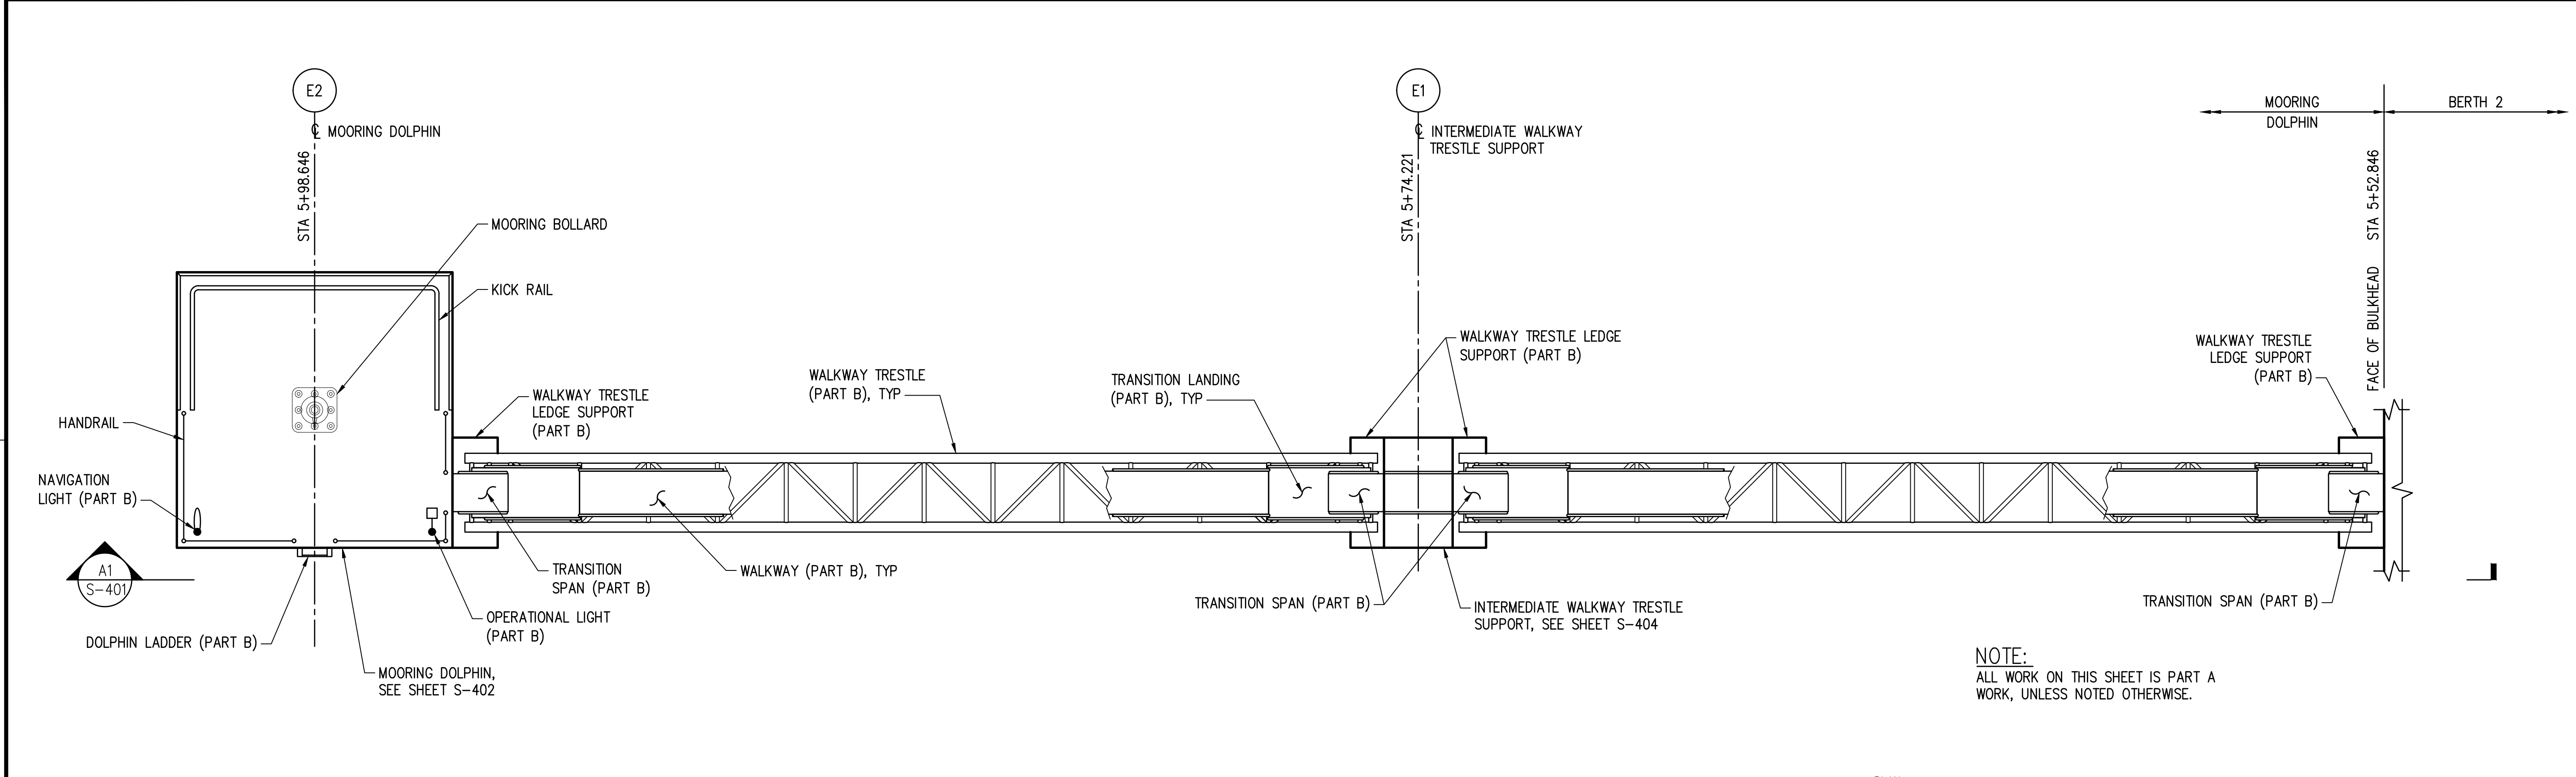 E2
℄ MOORING DOLPHIN
STA 5+98.646
E1
℄ INTERMEDIATE WALKWAY
TRESTLE SUPPORT
STA 5+74.221
MOORING
DOLPHIN
BERTH 2
FACE OF BULKHEAD STA 5+52.846
MOORING BOLLARD
KICK RAIL
HANDRAIL
NAVIGATION
LIGHT (PART B)
WALKWAY TRESTLE
LEDGE SUPPORT
(PART B)
WALKWAY TRESTLE
(PART B), TYP
TRANSITION LANDING
(PART B), TYP
WALKWAY TRESTLE LEDGE
SUPPORT (PART B)
WALKWAY TRESTLE
LEDGE SUPPORT
(PART B)
A1
S-401
TRANSITION
SPAN (PART B)
WALKWAY (PART B), TYP
OPERATIONAL LIGHT
(PART B)
DOLPHIN LADDER (PART B)
MOORING DOLPHIN,
SEE SHEET S-402
TRANSITION SPAN (PART B)
INTERMEDIATE WALKWAY TRESTLE
SUPPORT, SEE SHEET S-404
TRANSITION SPAN (PART B)
NOTE:
ALL WORK ON THIS SHEET IS PART A
WORK, UNLESS NOTED OTHERWISE.